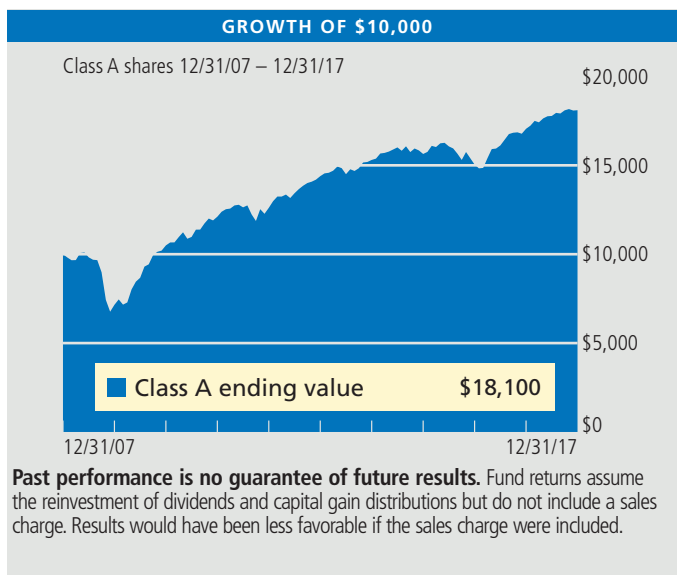 GROWTH OF $10,000
Class A shares 12/31/07 – 12/31/17
$20,000
$15,000
$10,000
$5,000
Class A ending value $18,100
$0
12/31/07 12/31/17
Past performance is no guarantee of future results. Fund returns assume
the reinvestment of dividends and capital gain distributions but do not include a sales
charge. Results would have been less favorable if the sales charge were included.